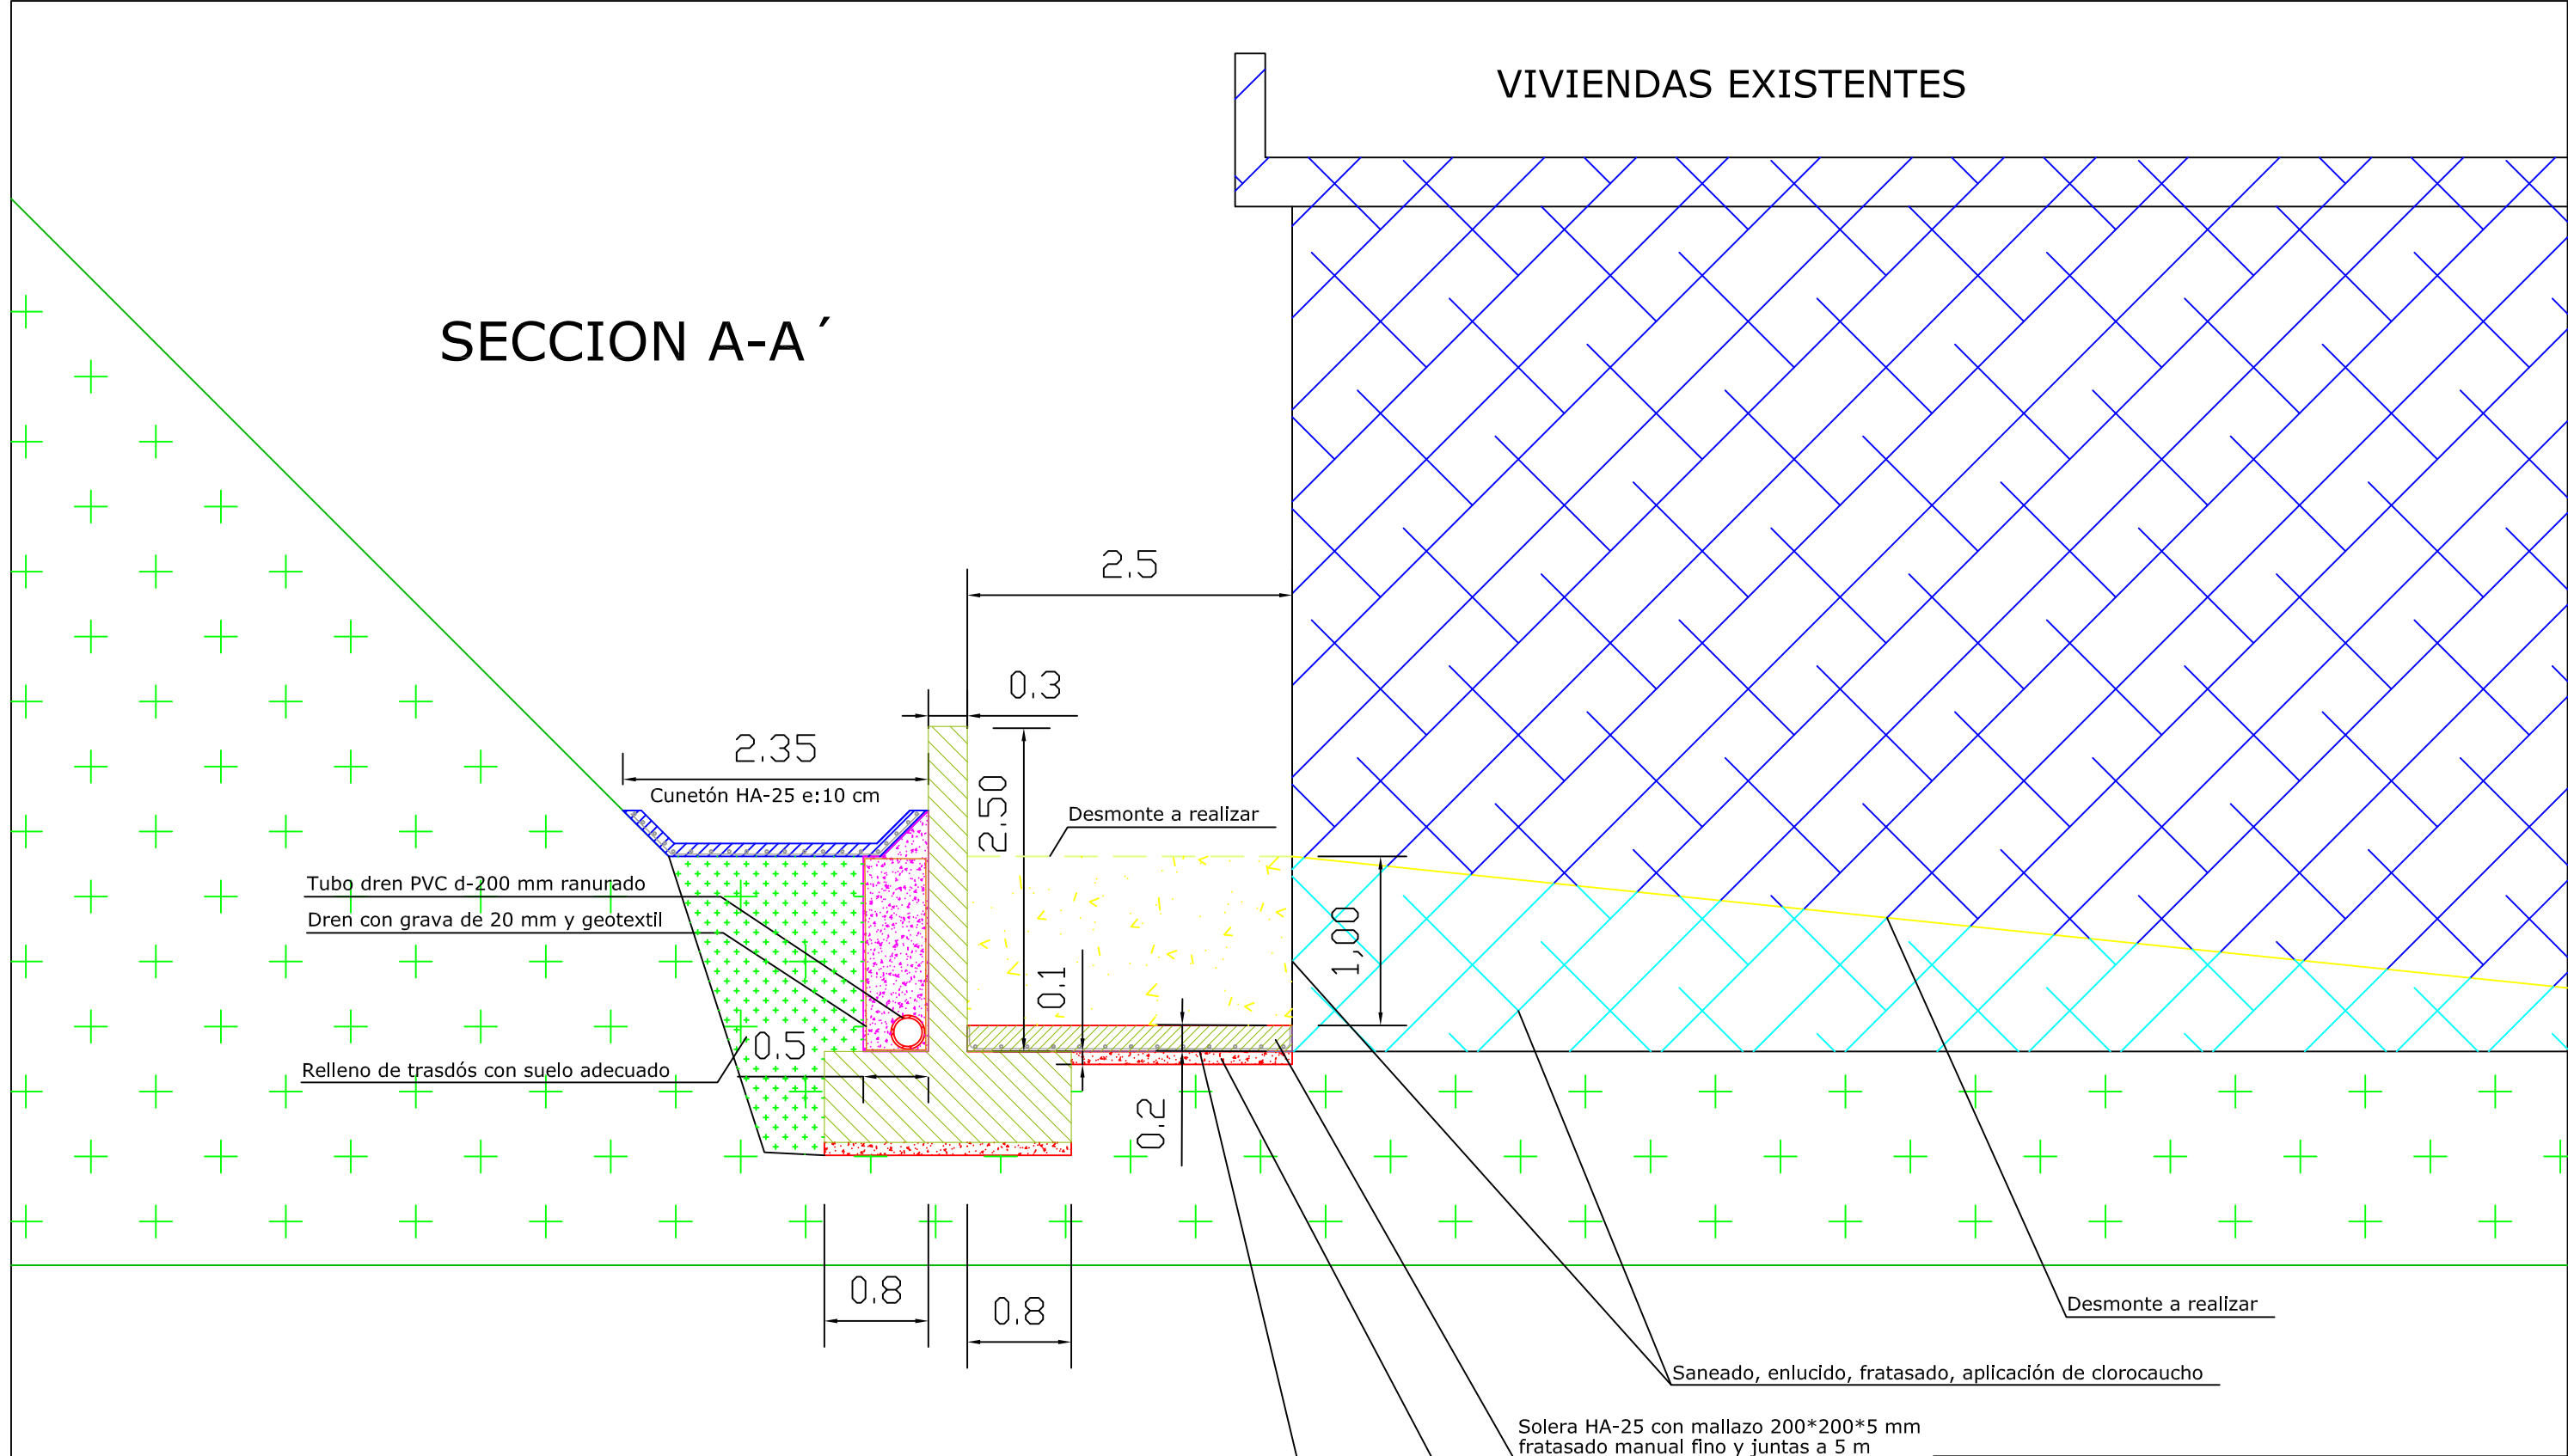 VIVIENDAS EXISTENTES
SECCION A-A´
2.5
0.3
2.35
Cunetón HA-25 e:10 cm
2.50
Desmonte a realizar
Tubo dren PVC d-200 mm ranurado
Dren con grava de 20 mm y geotextil
1,00
0.1
0.5
Relleno de trasdós con suelo adecuado
0.2
0.8
0.8
Desmonte a realizar
Saneado, enlucido, fratasado, aplicación de clorocaucho
Solera HA-25 con mallazo 200*200*5 mm
fratasado manual fino y juntas a 5 m